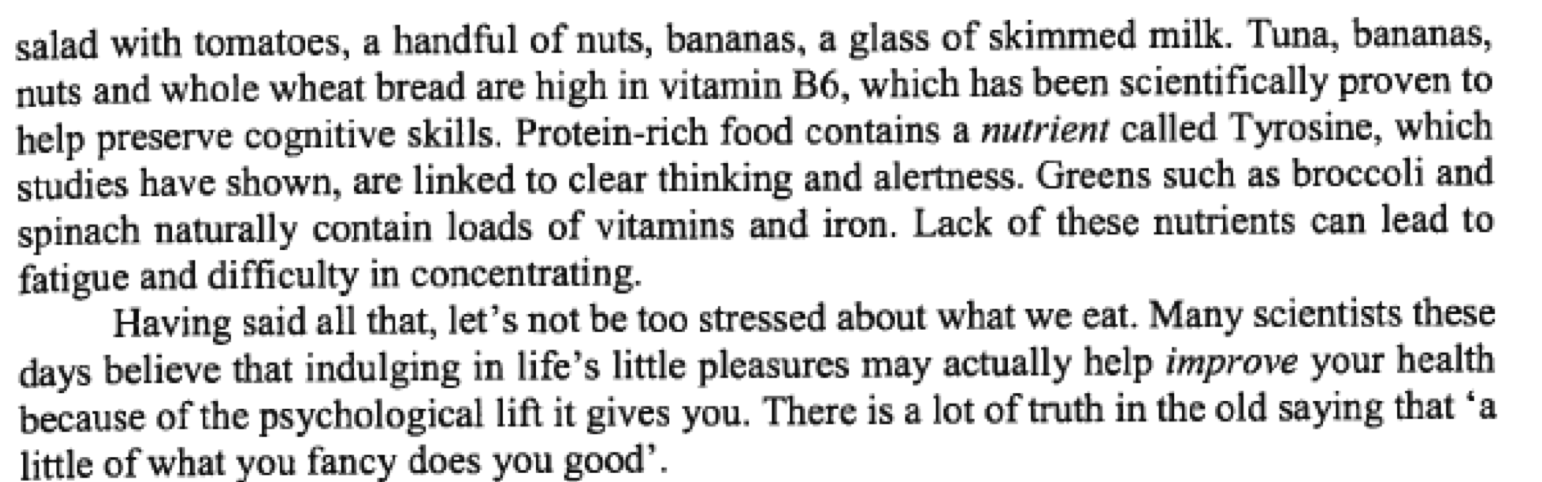 salad with tomatoes, a handful of nuts, bananas, a glass of skimmed milk. Tuna, bananas,
nuts and whole wheat bread are high in vitamin B6, which has been scientifically proven to
help preserve cognitive skills. Protein-rich food contains a nutrient called Tyrosine, which
studies have shown, are linked to clear thinking and alertness. Greens such as broccoli and
spinach naturally contain loads of vitamins and iron. Lack of these nutrients can lead to
fatigue and difficulty in concentrating.
Having said all that, let’s not be too stressed about what we eat. Many scientists these
days believe that indulging in life’s little pleasures may actually help improve your health
because of the psychological lift it gives you. There is a lot of truth in the old saying that ‘a
little of what you fancy does you good’.